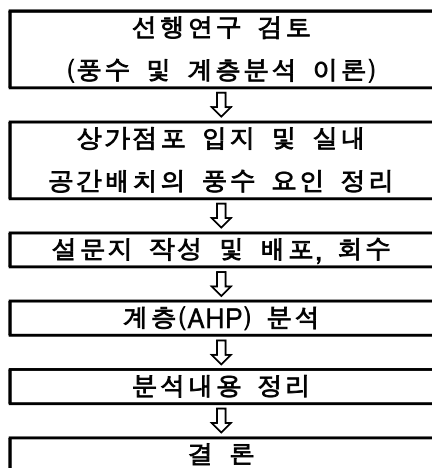 선행연구 검토
(풍수 및 계층분석 이론)
상가점포 입지 및 실내
공간배치의 풍수 요인 정리
설문지 작성 및 배포, 회수
계층(AHP) 분석
분석내용 정리
결 론